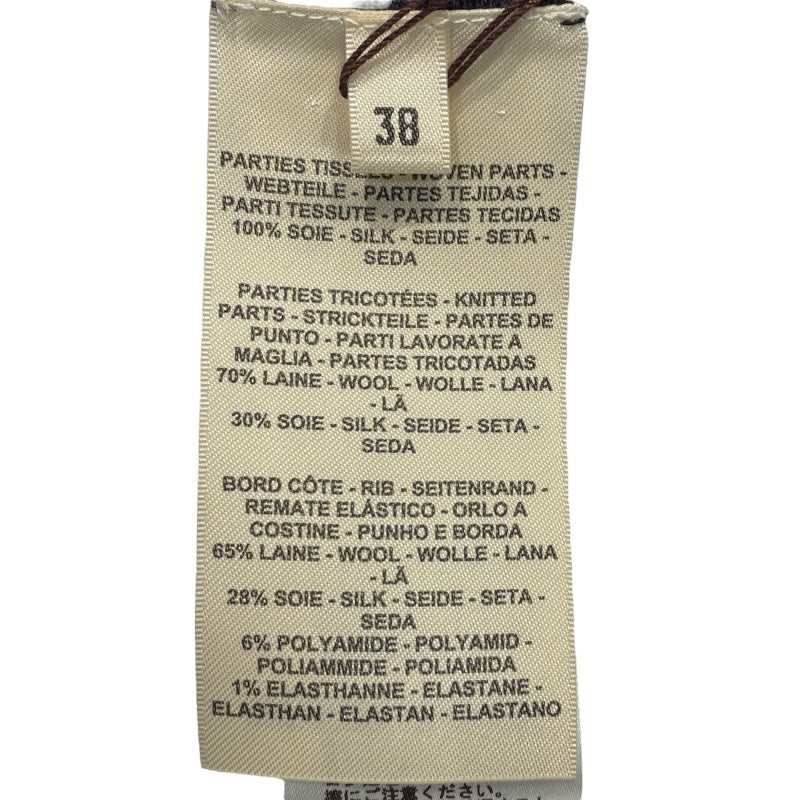 38
PARTIES TISSÉES - WOVEN PARTS -
WEBTEILE - PARTES TEJIDAS -
PARTI TESSUTE - PARTES TECIDAS
100% SOIE - SILK - SEIDE - SETA -
SEDA
PARTIES TRICOTÉES - KNITTED
PARTS - STRICKTEILE - PARTES DE
PUNTO - PARTI LAVORATE A
MAGLIA - PARTES TRICOTADAS
70% LAINE - WOOL - WOLLE - LANA
- LÃ
30% SOIE - SILK - SEIDE - SETA -
SEDA
BORD CÔTE - RIB - SEITENRAND -
REMATE ELÁSTICO - ORLO A
COSTINE - PUNHO E BORDA
65% LAINE - WOOL - WOLLE - LANA
- LÃ
28% SOIE - SILK - SEIDE - SETA -
SEDA
6% POLYAMIDE - POLYAMID -
POLIAMMIDE - POLIAMIDA
1% ELASTHANNE - ELASTANE -
ELASTHAN - ELASTAN - ELASTANO
にご注意ください。